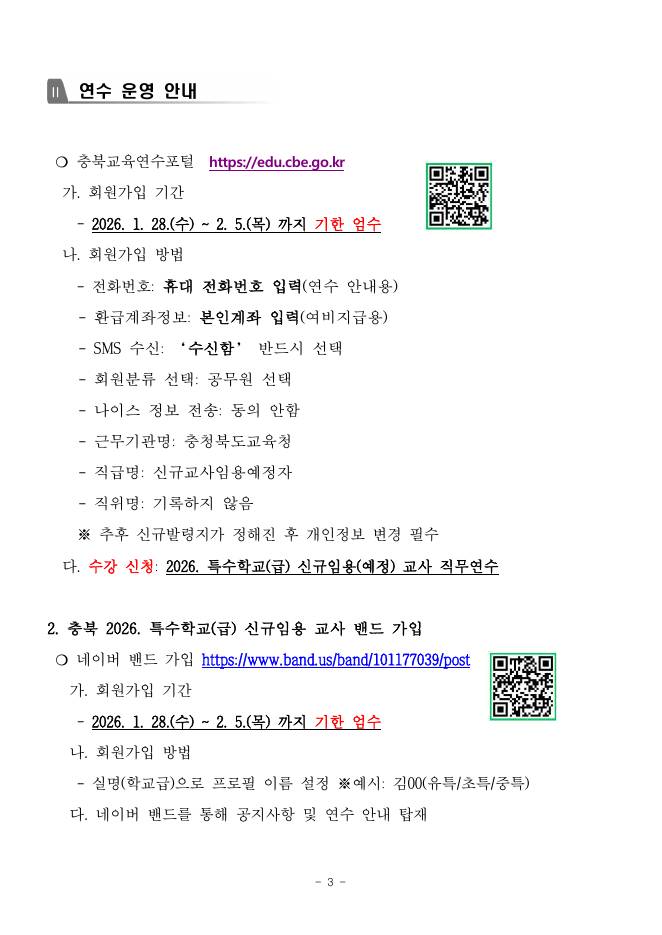 Ⅱ 연수 운영 안내
❍ 충북교육연수포털 https://edu.cbe.go.kr
가. 회원가입 기간
- 2026. 1. 28.(수) ~ 2. 5.(목) 까지 기한 엄수
나. 회원가입 방법
- 전화번호: 휴대 전화번호 입력(연수 안내용)
- 환급계좌정보: 본인계좌 입력(여비지급용)
- SMS 수신: ‘수신함’ 반드시 선택
- 회원분류 선택: 공무원 선택
- 나이스 정보 전송: 동의 안함
- 근무기관명: 충청북도교육청
- 직급명: 신규교사임용예정자
- 직위명: 기록하지 않음
※ 추후 신규발령지가 정해진 후 개인정보 변경 필수
다. 수강 신청: 2026. 특수학교(급) 신규임용(예정) 교사 직무연수
2. 충북 2026. 특수학교(급) 신규임용 교사 밴드 가입
❍ 네이버 밴드 가입 https://www.band.us/band/101177039/post
가. 회원가입 기간
- 2026. 1. 28.(수) ~ 2. 5.(목) 까지 기한 엄수
나. 회원가입 방법
- 실명(학교급)으로 프로필 이름 설정 ※예시: 김00(유특/초특/중특)
다. 네이버 밴드를 통해 공지사항 및 연수 안내 탑재
- 3 -